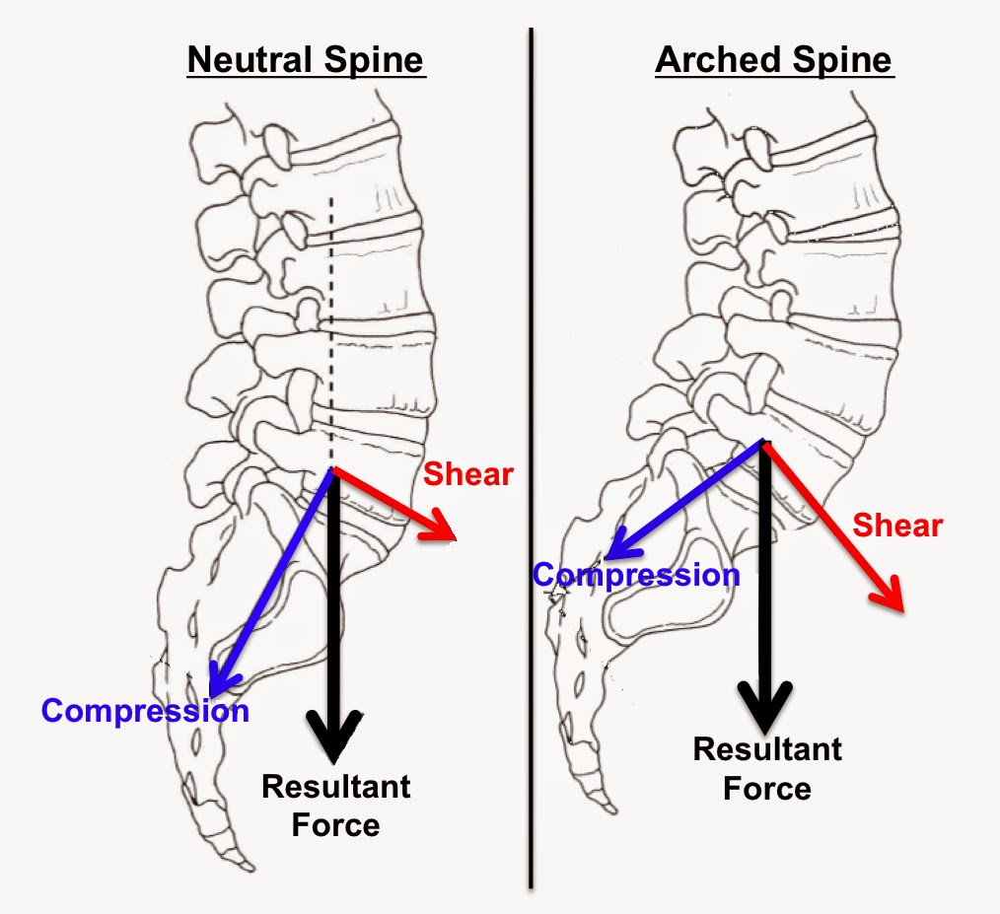 Neutral Spine
Shear
Compression
Resultant
Force
Arched Spine
Shear
Compression
Resultant
Force